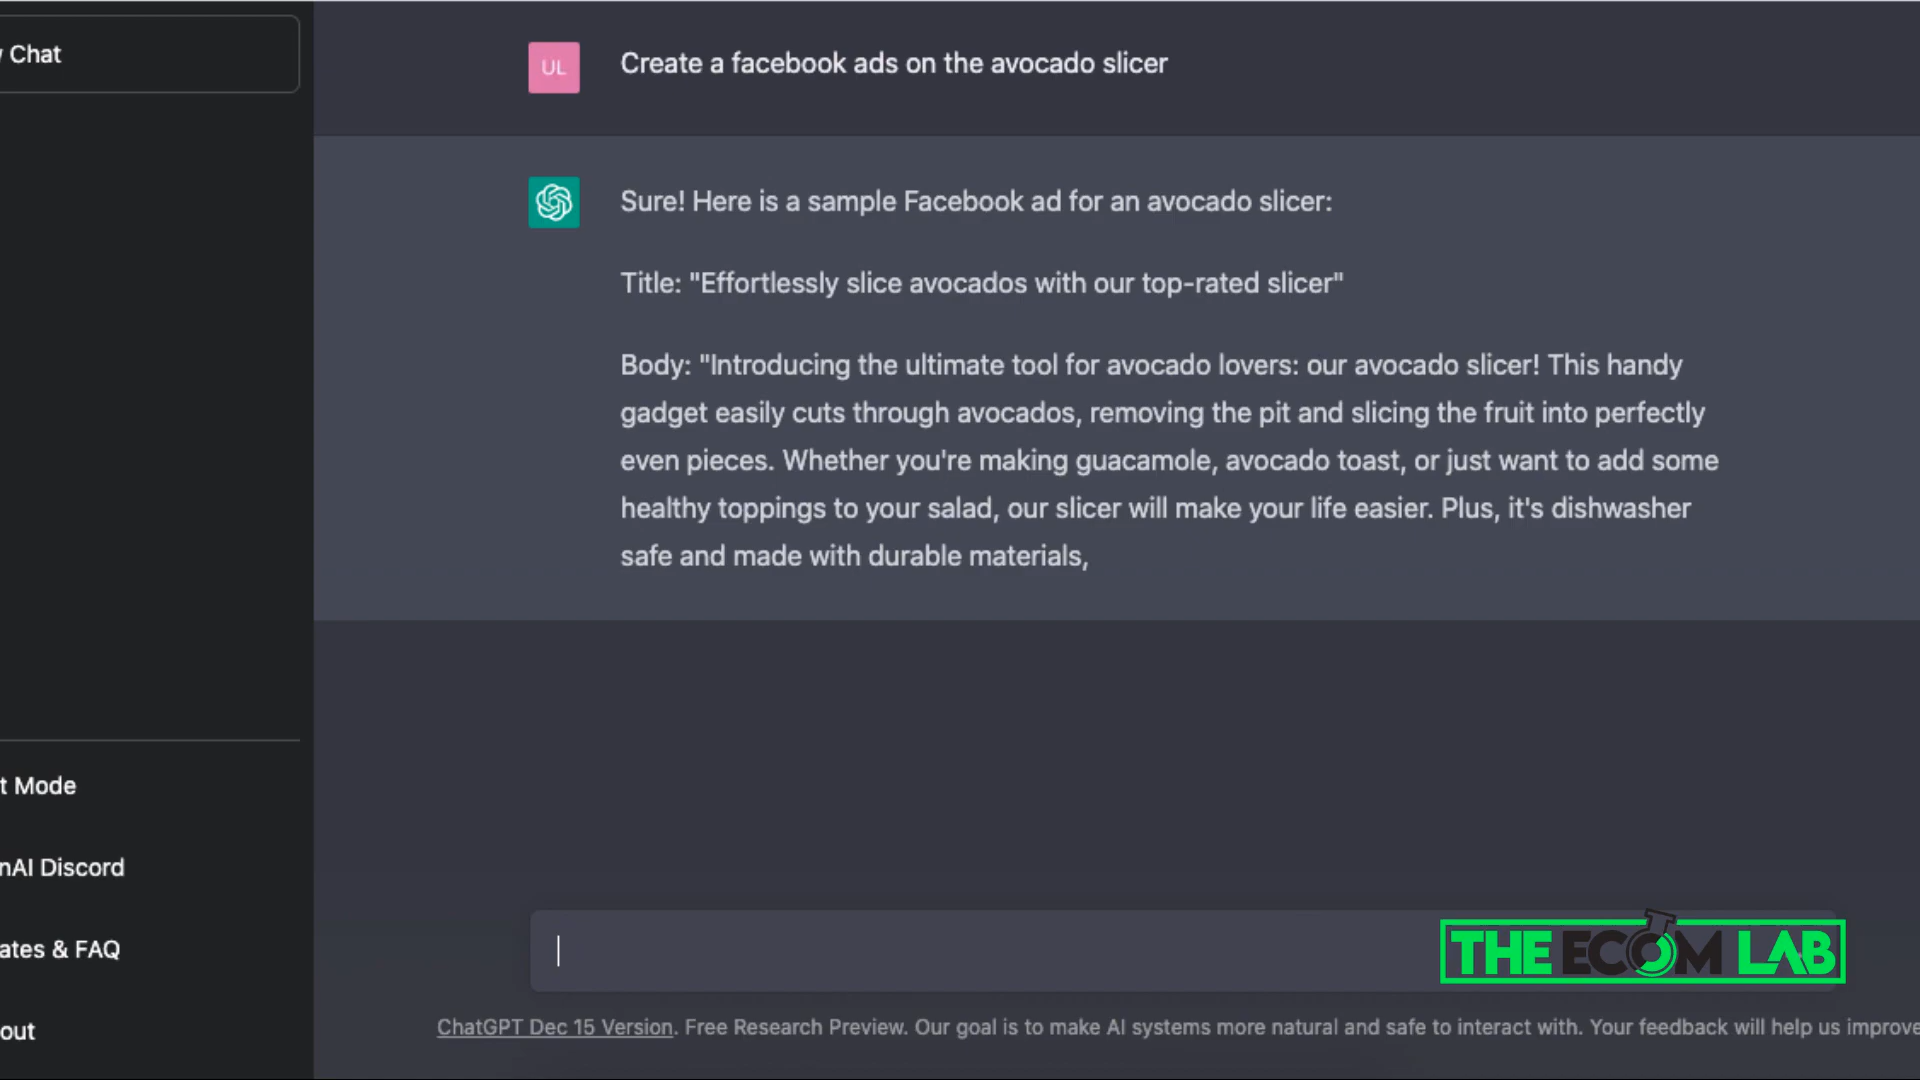 Chat
UL
Create a facebook ads on the avocado slicer
Sure! Here is a sample Facebook ad for an avocado slicer:
Title: "Effortlessly slice avocados with our top-rated slicer"
Body: "Introducing the ultimate tool for avocado lovers: our avocado slicer! This handy
gadget easily cuts through avocados, removing the pit and slicing the fruit into perfectly
even pieces. Whether you're making guacamole, avocado toast, or just want to add some
healthy toppings to your salad, our slicer will make your life easier. Plus, it's dishwasher
safe and made with durable materials,
t Mode
nAI Discord
ates & FAQ
out
THE ECOM LAB
ChatGPT Dec 15 Version. Free Research Preview. Our goal is to make AI systems more natural and safe to interact with. Your feedback will help us improve